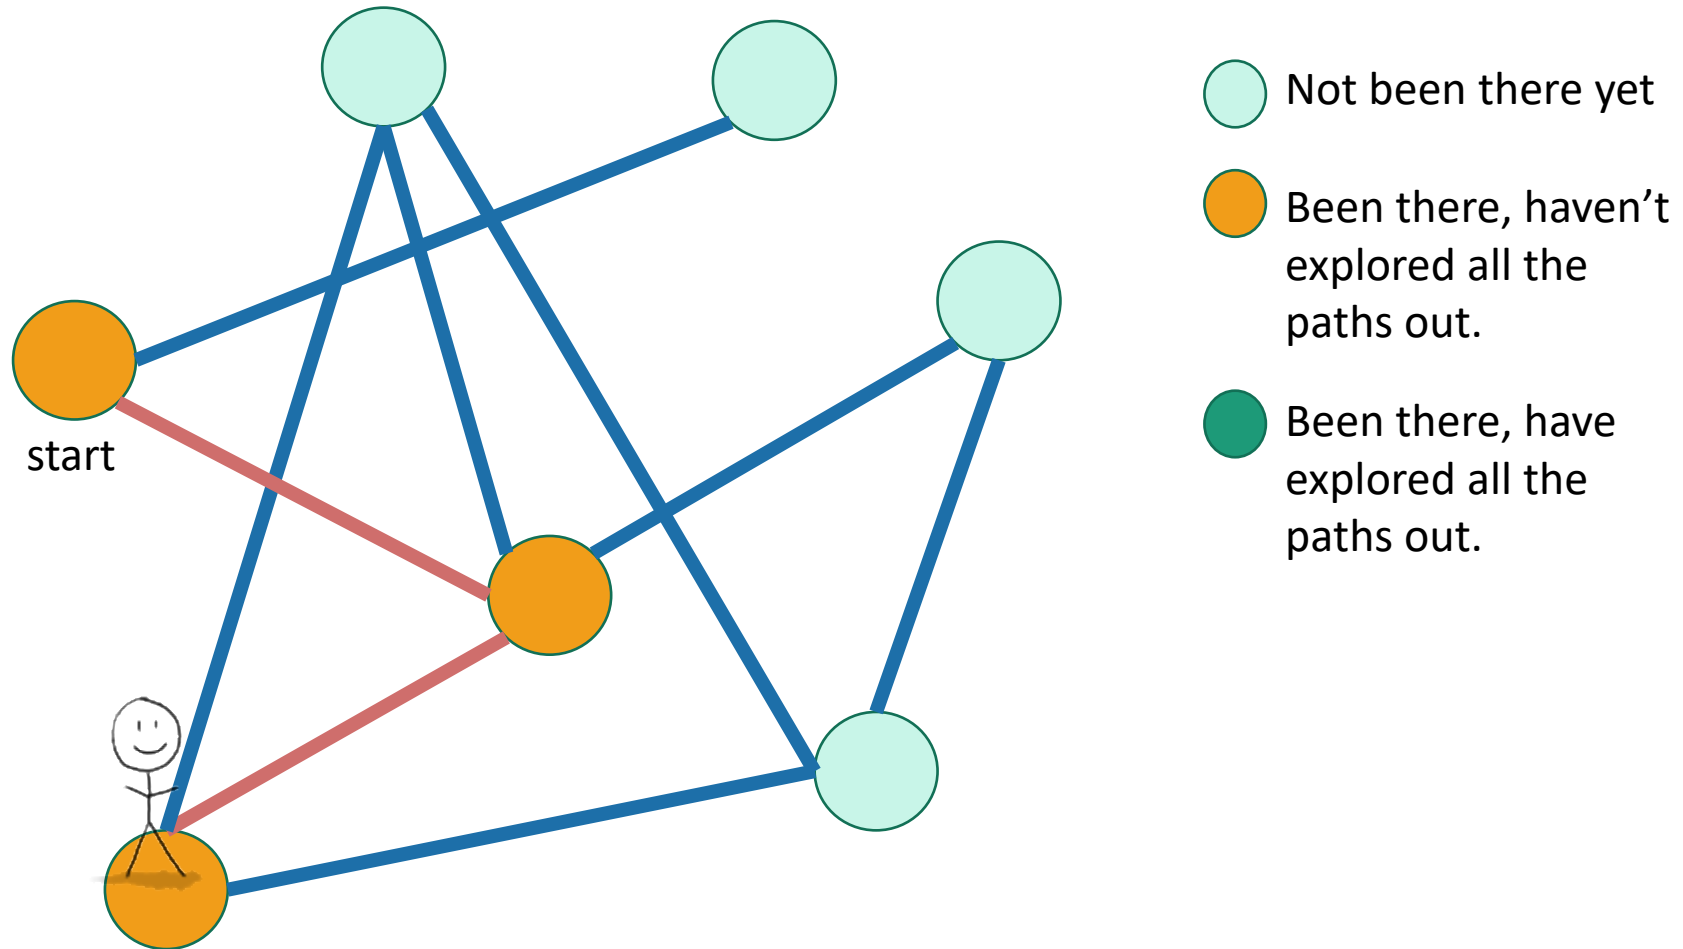 Not been there yet
Been there, haven’t
explored all the
paths out.
start
Been there, have
explored all the
paths out.